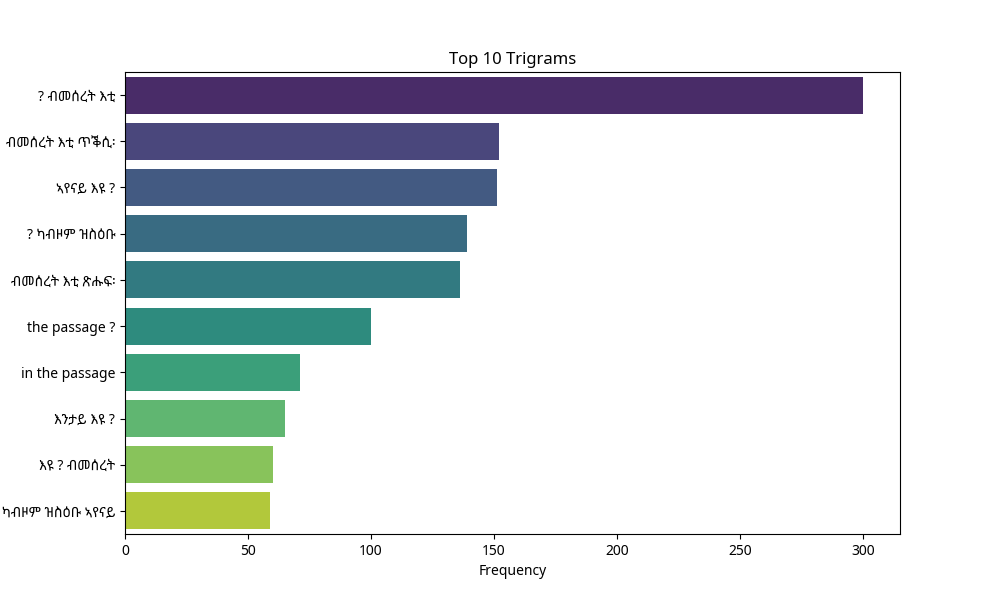 Top 10 Trigrams
? ብመሰረት እቲ
ብመሰረት እቲ ጥቕሲ፡
ኣየናይ እዩ ?
? ካብዞም ዝስዕቡ
ብመሰረት እቲ ጽሑፍ፡
the passage ?
in the passage
እንታይ እዩ ?
እዩ ? ብመሰረት
ካብዞም ዝስዕቡ ኣየናይ
0 50 100 150 200 250 300
Frequency